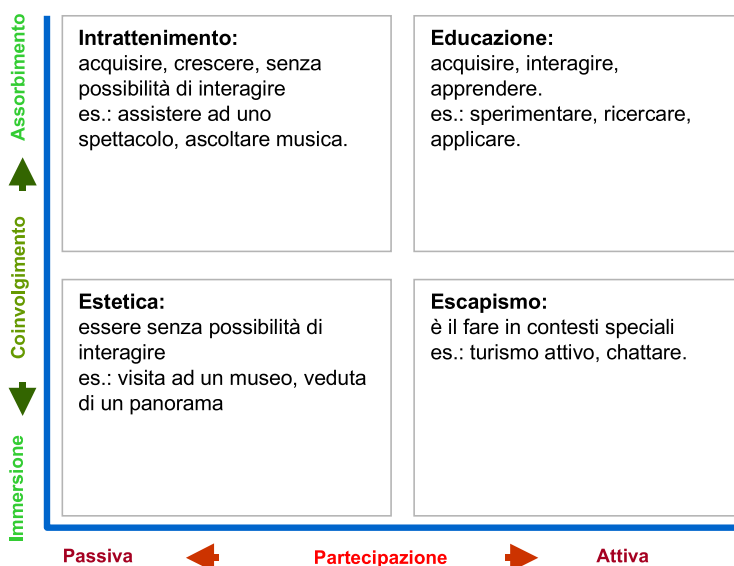 Assorbimento
Coinvolgimento
Immersione
Intrattenimento:
acquisire, crescere, senza
possibilità di interagire
es.: assistere ad uno
spettacolo, ascoltare musica.
Educazione:
acquisire, interagire,
apprendere.
es.: sperimentare, ricercare,
applicare.
Estetica:
essere senza possibilità di
interagire
es.: visita ad un museo, veduta
di un panorama
Escapismo:
è il fare in contesti speciali
es.: turismo attivo, chattare.
Passiva
Partecipazione
Attiva